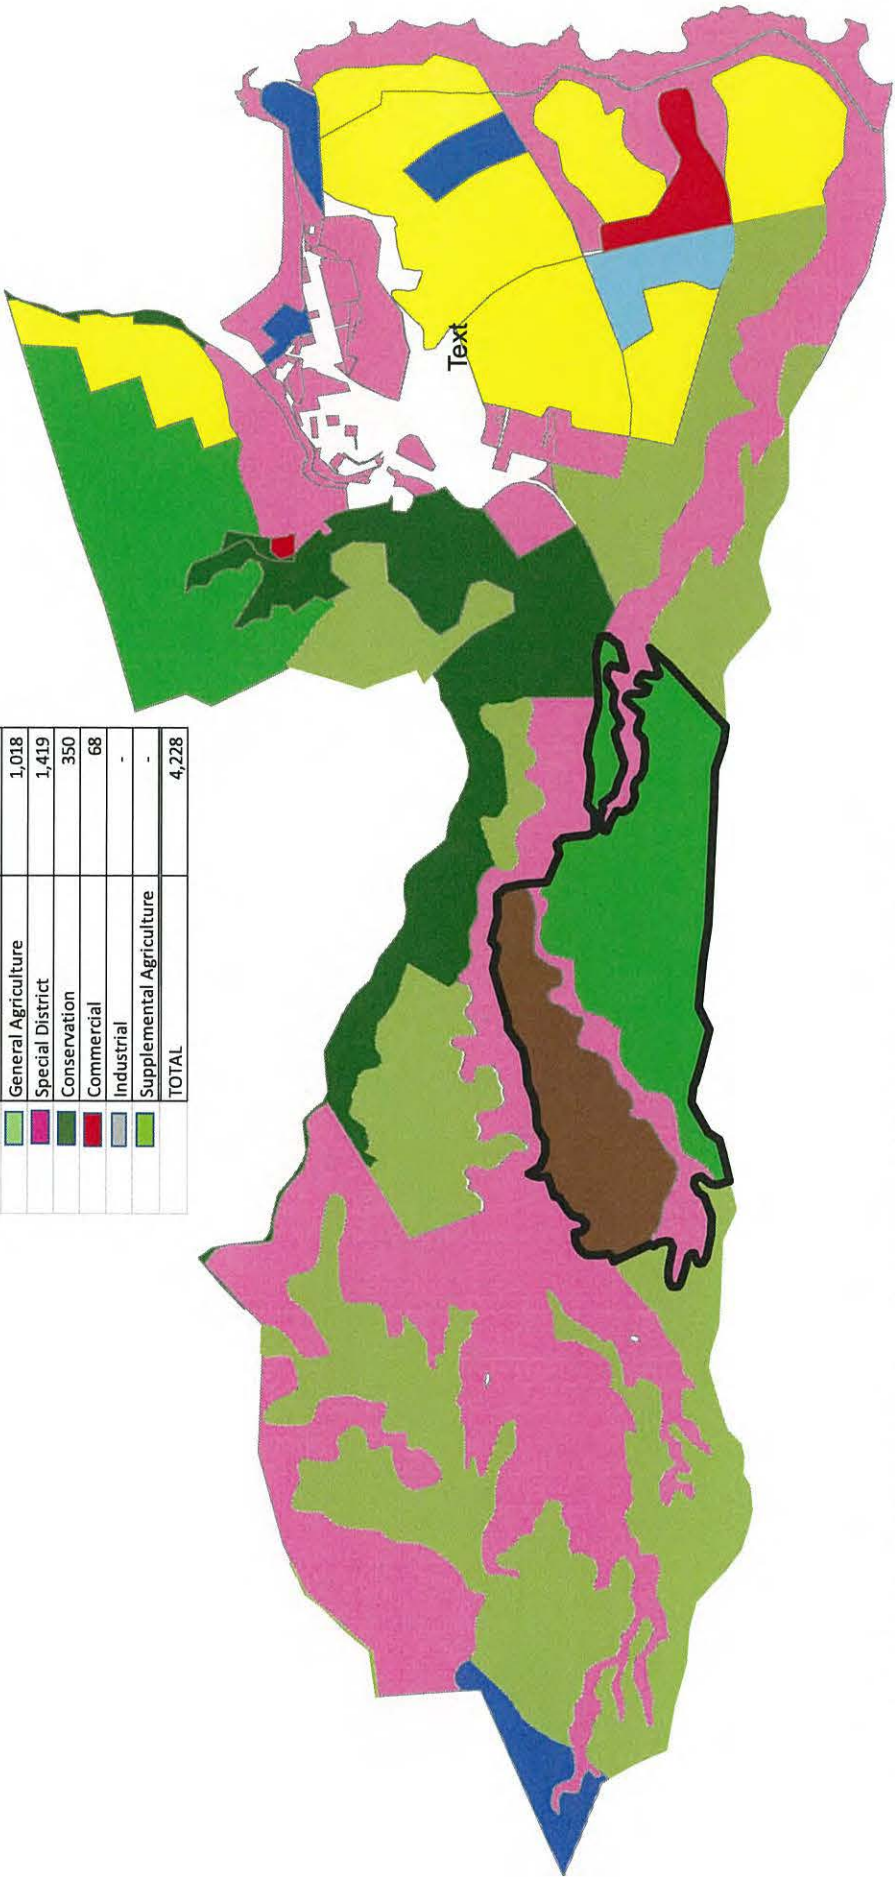 General Agriculture 1,018
Special District 1,419
Conservation 350
Commercial 68
Industrial -
Supplemental Agriculture -
TOTAL 4,228
Text